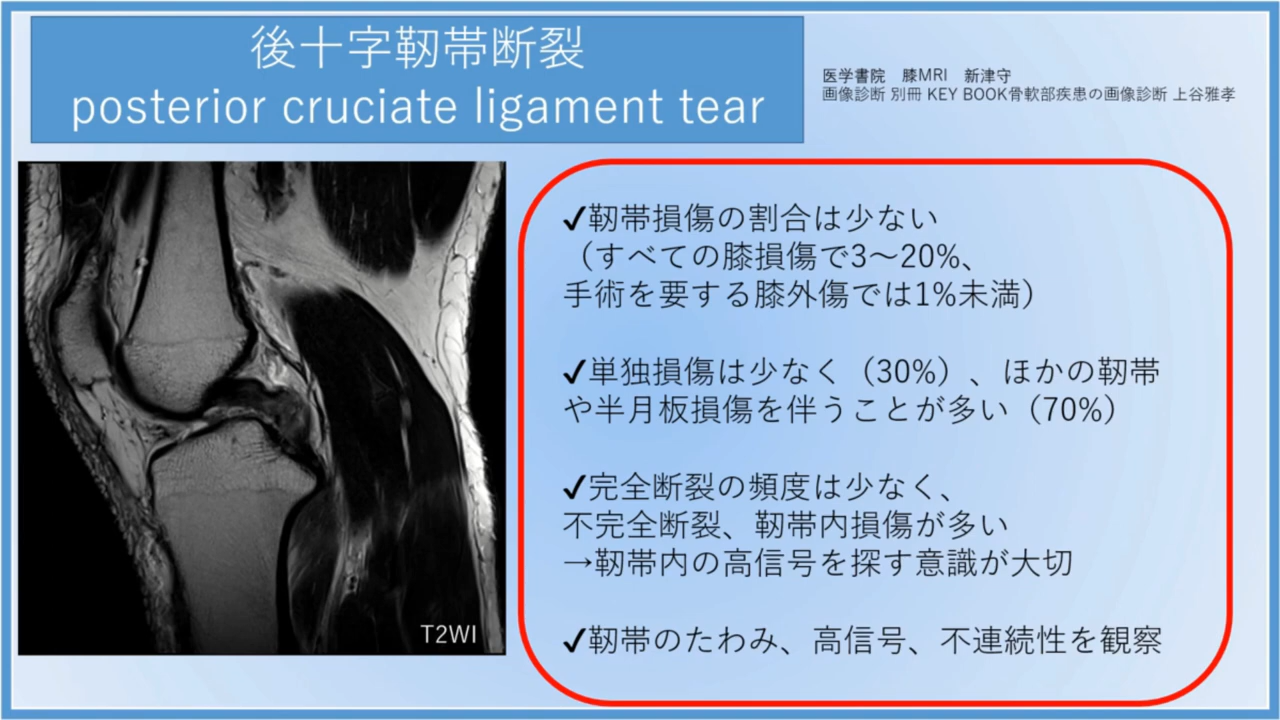 後十字靭帯断裂
posterior cruciate ligament tear
医学書院　膝MRI　新津守
画像診断 別冊 KEY BOOK骨軟部疾患の画像診断 上谷雅孝
✓靭帯損傷の割合は少ない
（すべての膝損傷で3～20%、
手術を要する膝外傷では1%未満）
✓単独損傷は少なく（30%）、ほかの靭帯
や半月板損傷を伴うことが多い（70%）
✓完全断裂の頻度は少なく、
不完全断裂、靭帯内損傷が多い
→靭帯内の高信号を探す意識が大切
✓靭帯のたわみ、高信号、不連続性を観察
T2WI